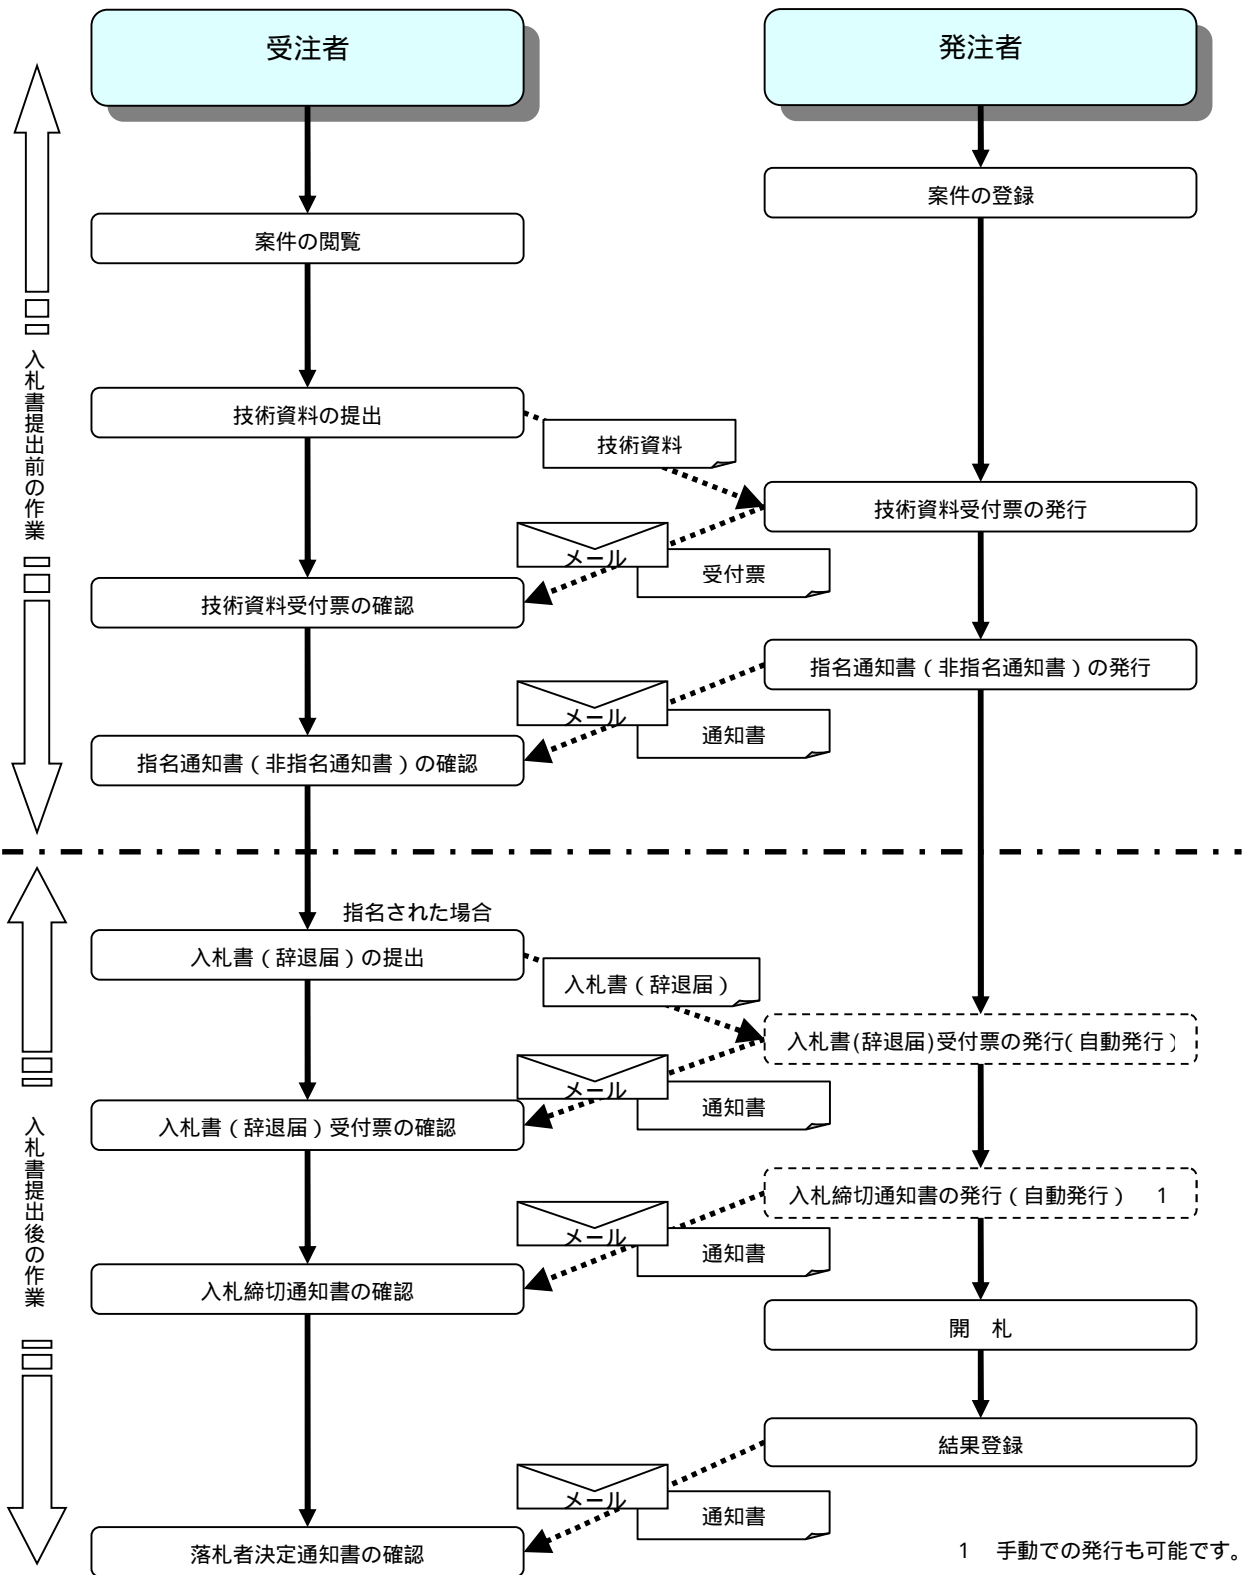 受注者
発注者
案件の登録
案件の閲覧
入札書提出前の作業
技術資料の提出
技術資料
技術資料受付票の発行
メール
受付票
技術資料受付票の確認
指名通知書（非指名通知書）の発行
メール
通知書
指名通知書（非指名通知書）の確認
指名された場合
入札書（辞退届）の提出
入札書（辞退届）
入札書(辞退届)受付票の発行(自動発行)
メール
通知書
入札書（辞退届）受付票の確認
入札書提出後の作業
入札締切通知書の発行（自動発行）　1
メール
通知書
入札締切通知書の確認
開　札
結果登録
メール
通知書
落札者決定通知書の確認
1　手動での発行も可能です。